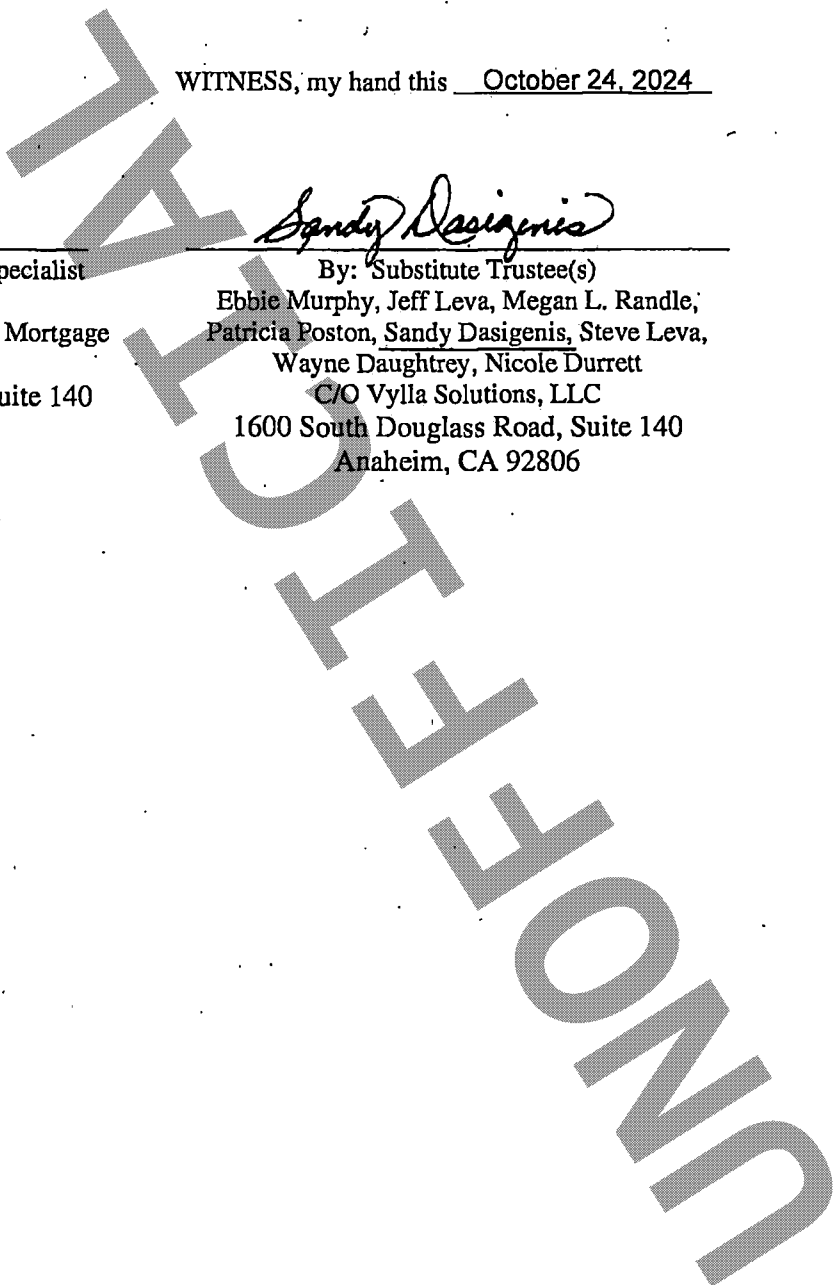 WITNESS, my hand this October 24, 2024
Sandy Dasigenis
pecialist
By: Substitute Trustee(s)
Ebbie Murphy, Jeff Leva, Megan L. Randle,
Mortgage
Patricia Poston, Sandy Dasigenis, Steve Leva,
Wayne Daughtrey, Nicole Durrett
uite 140
C/O Vylla Solutions, LLC
1600 South Douglass Road, Suite 140
Anaheim, CA 92806
UNOFFICIAL